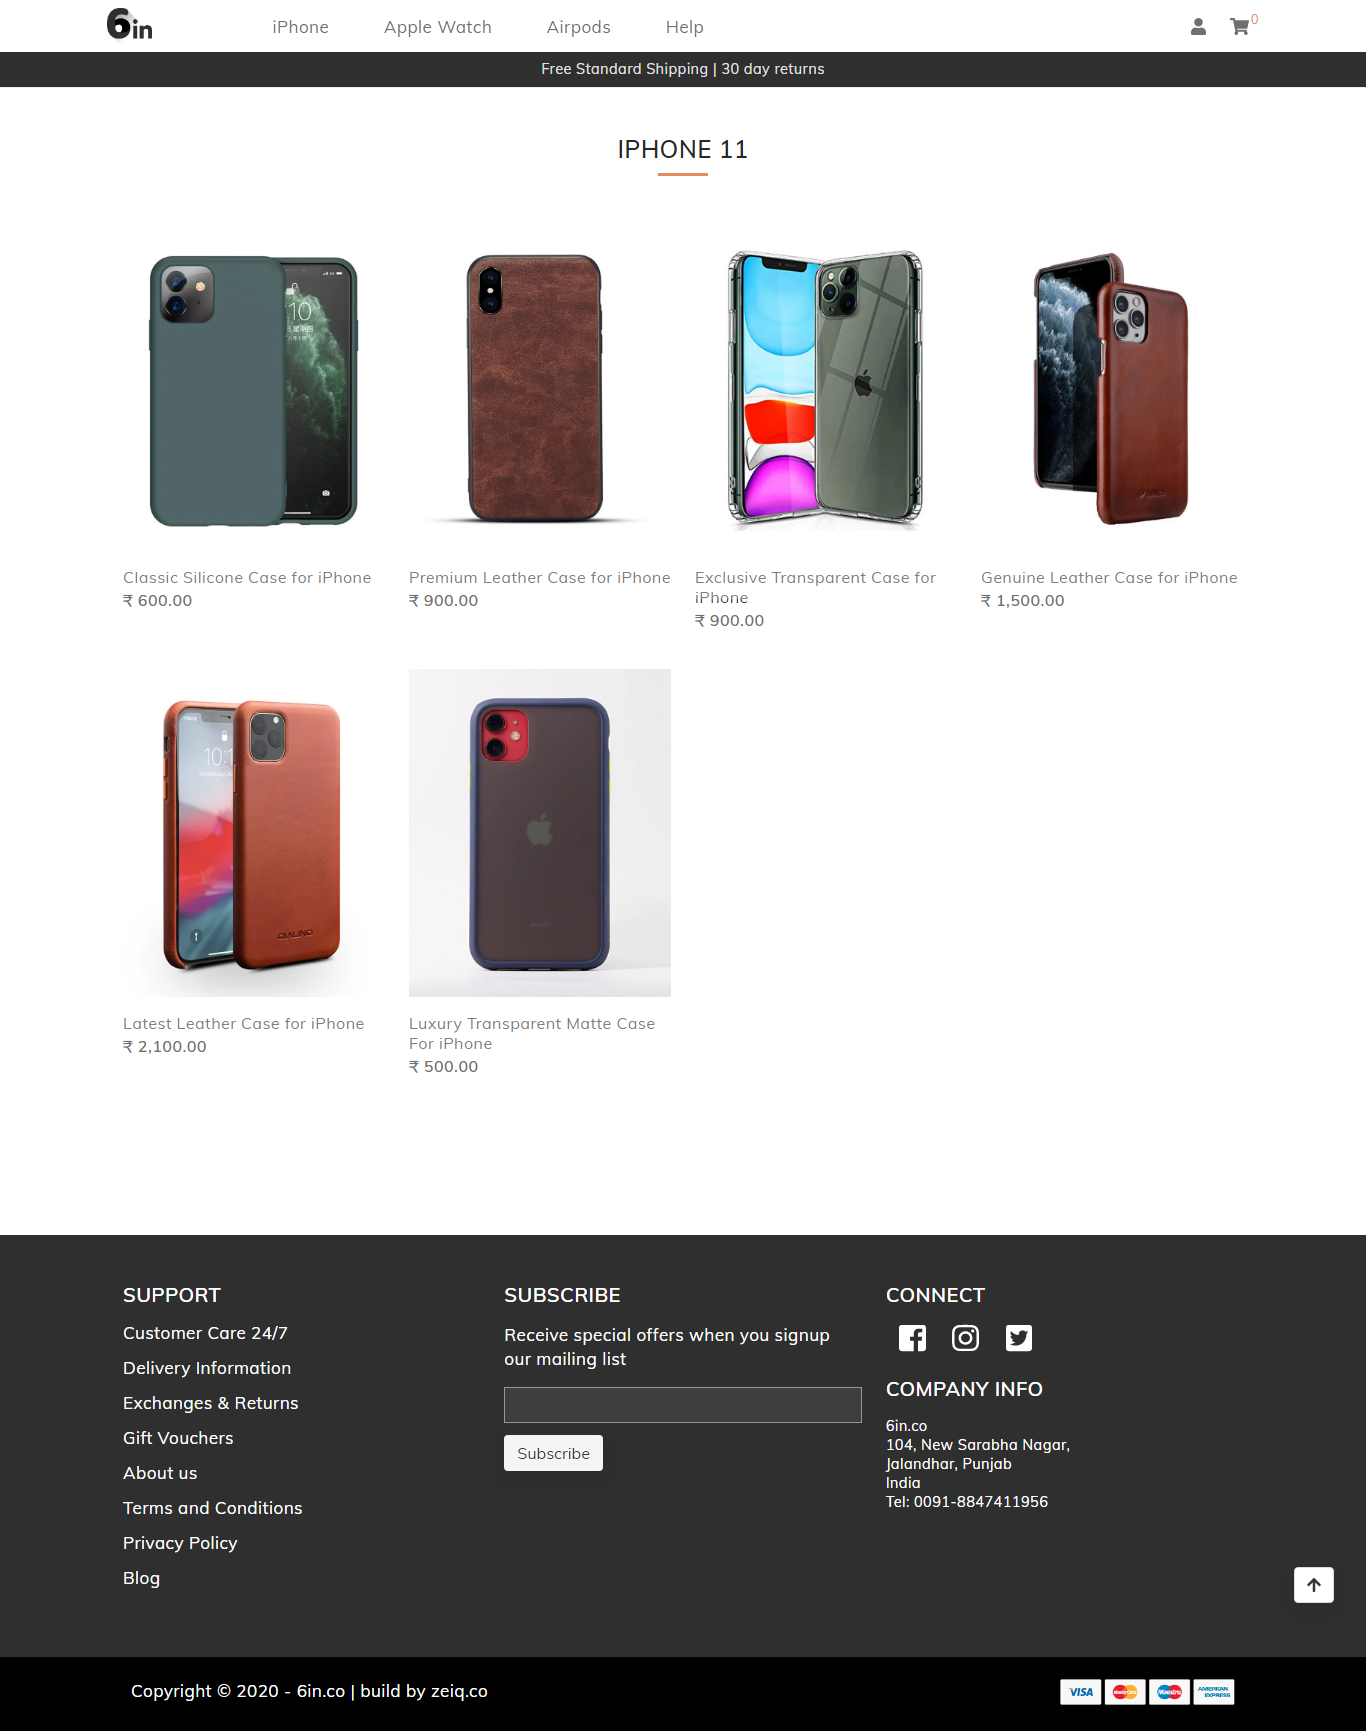 6in
iPhone
Apple Watch
Airpods
Help
0
Free Standard Shipping | 30 day returns
IPHONE 11
Classic Silicone Case for iPhone
₹ 600.00
Premium Leather Case for iPhone
₹ 900.00
Exclusive Transparent Case for
iPhone
₹ 900.00
Genuine Leather Case for iPhone
₹ 1,500.00
QIALINO
Latest Leather Case for iPhone
₹ 2,100.00
Luxury Transparent Matte Case
For iPhone
₹ 500.00
SUPPORT
Customer Care 24/7
Delivery Information
Exchanges & Returns
Gift Vouchers
About us
Terms and Conditions
Privacy Policy
Blog
SUBSCRIBE
Receive special offers when you signup
our mailing list
Subscribe
CONNECT
COMPANY INFO
6in.co
104, New Sarabha Nagar,
Jalandhar, Punjab
India
Tel: 0091-8847411956
Copyright © 2020 - 6in.co | build by zeiq.co
VISA
MasterCard
Maestro
AMERICAN
EXPRESS